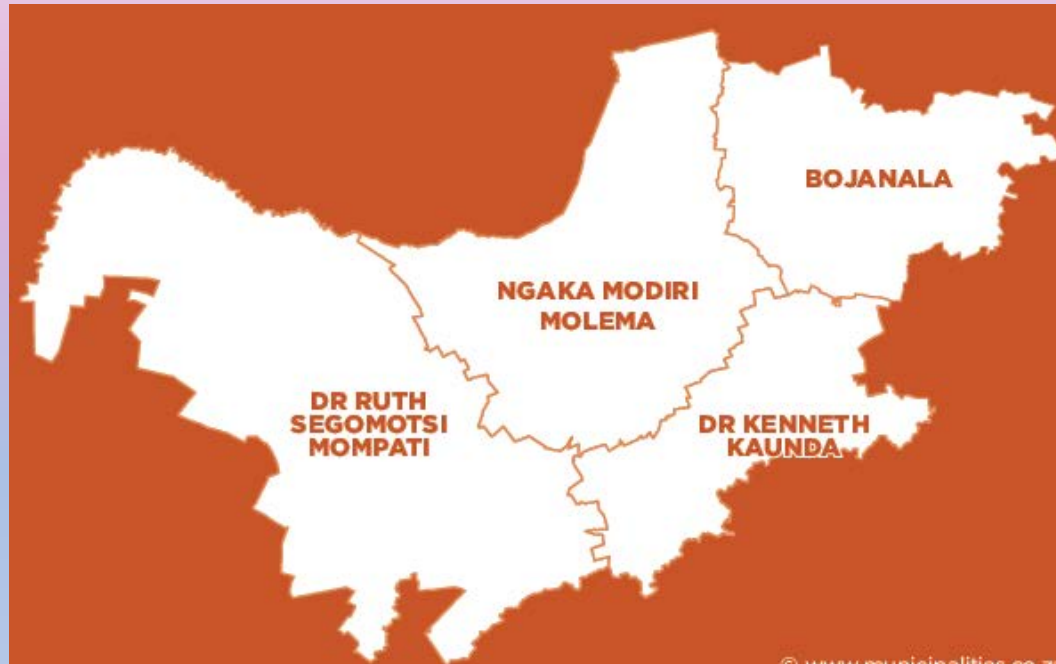 BOJANALA
NGAKA MODIRI
MOLEMA
DR RUTH
SEGOMOTSI
MOMPATI
DR KENNETH
KAUNDA